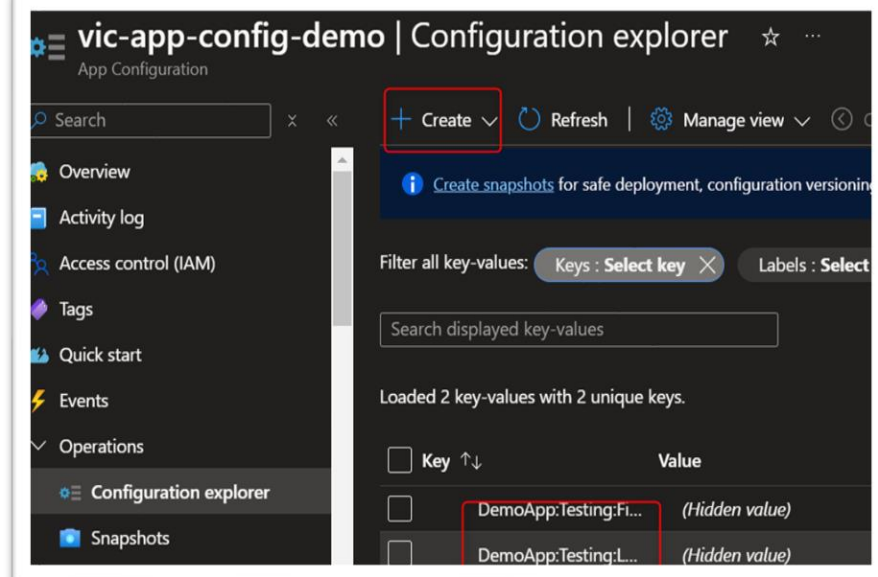 vic-app-config-demo | Configuration explorer ☆ ...
App Configuration
Search
+ Create Refresh | Manage view
Overview
Create snapshots for safe deployment, configuration versioning
Activity log
Access control (IAM)
Filter all key-values: Keys : Select key Labels : Select
Tags
Search displayed key-values
Quick start
Events
Loaded 2 key-values with 2 unique keys.
Operations
Key ↑↓ Value
Configuration explorer
DemoApp:Testing:Fi... (Hidden value)
Snapshots
DemoApp:Testing:L... (Hidden value)